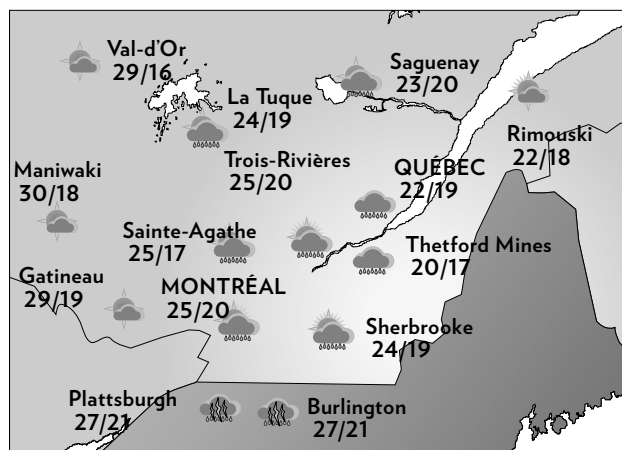 Val-d'Or
29/16
Saguenay
23/20
La Tuque
24/19
Rimouski
22/18
Trois-Rivières
25/20
QUÉBEC
22/19
Maniwaki
30/18
Sainte-Agathe
25/17
Thetford Mines
20/17
Gatineau
29/19
MONTRÉAL
25/20
Sherbrooke
24/19
Plattsburgh
27/21
Burlington
27/21